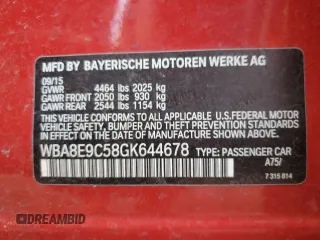 MFD BY BAYERISCHE MOTOREN WERKE AG
09/15
GVWR 4464 lbs 2025 kg
GAWR FRONT 2050 lbs 930 kg
GAWR REAR 2544 lbs 1154 kg
THIS VEHICLE CONFORMS TO ALL APPLICABLE U.S.FEDERAL MOTOR
VEHICLE SAFETY, BUMPER AND THEFT PREVENTION STANDARDS
IN EFFECT ON THE DATE OF MANUFACTURE SHOWN ABOVE.
WBA8E9C58GK644678 TYPE: PASSENGER CAR
A75/
7 315 814
DREAMBID